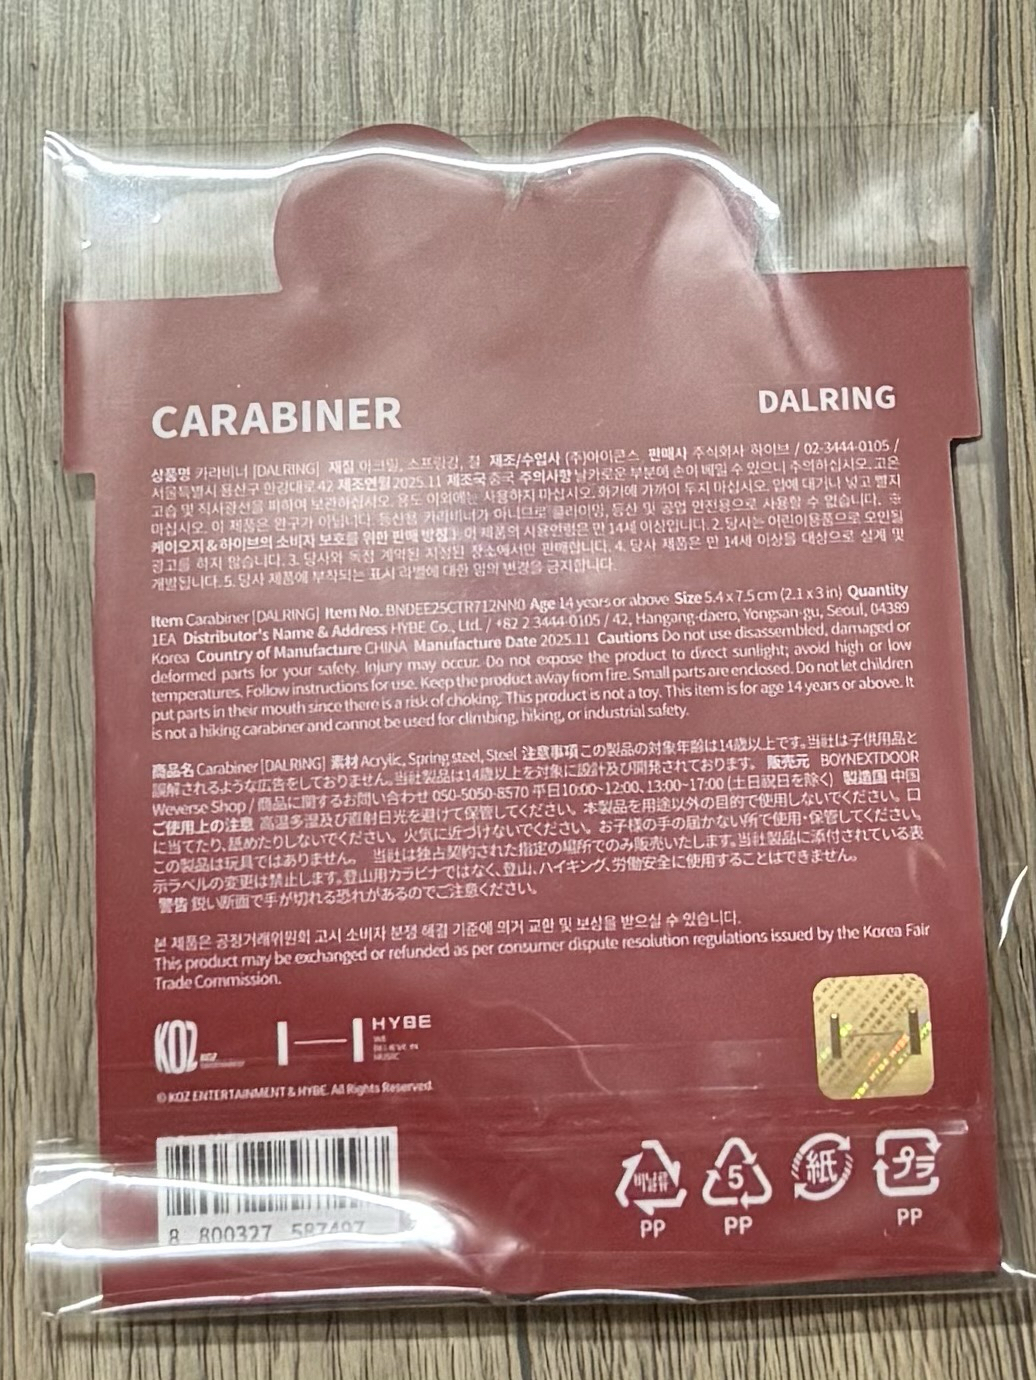 CARABINER
DALRING
상품명 카라비너 [DALRING] 재질 아크릴, 스프링강, 철 제조/수입사 (주)아이콘스 판매사 주식회사 하이브 / 02-3444-0105 /
서울특별시 용산구 한강대로 42 제조연월 2025.11 제조국 중국 주의사항 날카로운 부분에 손이 베일 수 있으니 주의하십시오. 고온
고습 및 직사광선을 피하여 보관하십시오. 용도 이외에는 사용하지 마십시오. 화기에 가까이 두지 마십시오. 입에 대거나 넣고 빨지
마십시오. 이 제품은 완구가 아닙니다. 등산용 카라비너가 아니므로 클라이밍, 등산 및 공업 안전용으로 사용할 수 없습니다. ※
케이오지&하이브의 소비자 보호를 위한 판매 방침 1. 이 제품의 사용연령은 만 14세 이상입니다. 2. 당사는 어린이용품으로 오인될
광고를 하지 않습니다. 3. 당사와 독점 계약된 지정된 장소에서만 판매합니다. 4. 당사 제품은 만 14세 이상을 대상으로 설계 및
개발됩니다. 5. 당사 제품에 부착되는 표시 라벨에 대한 임의 변경을 금지합니다.
Item Carabiner [DALRING] Item No. BNDEE25CTR712NN0 Age 14 years or above Size 5.4 x 7.5 cm (2.1 x 3 in) Quantity
1EA Distributor's Name & Address HYBE Co., Ltd. / +82 2 3444-0105 / 42, Hangang-daero, Yongsan-gu, Seoul, 04389
Korea Country of Manufacture CHINA Manufacture Date 2025.11 Cautions Do not use disassembled, damaged or
deformed parts for your safety. Injury may occur. Do not expose the product to direct sunlight; avoid high or low
temperatures. Follow instructions for use. Keep the product away from fire. Small parts are enclosed. Do not let children
put parts in their mouth since there is a risk of choking. This product is not a toy. This item is for age 14 years or above. It
is not a hiking carabiner and cannot be used for climbing, hiking, or industrial safety.
商品名 Carabiner [DALRING] 素材 Acrylic, Spring steel, Steel 注意事項 この製品の対象年齢は14歳以上です。当社は子供用品と
誤解されるような広告をしておりません。当社製品は14歳以上を対象に設計及び開発されております。 販売元 BOYNEXTDOOR
Weverse Shop / 商品に関するお問い合わせ 050-5050-8570 平日10:00~12:00、13:00~17:00 (土日祝日を除く) 製造国 中国
ご使用上の注意 高温多湿及び直射日光を避けて保管してください。本製品を用途以外の目的で使用しないでください。口
に当てたり、舐めたりしないでください。火気に近づけないでください。お子様の手の届かない所で使用・保管してください。
この製品は玩具ではありません。 当社は独占契約された指定の場所でのみ販売いたします。当社製品に添付されている表
示ラベルの変更は禁止します。登山用カラビナではなく、登山、ハイキング、労働安全に使用することはできません。
警告 鋭い断面で手が切れる恐れがあるのでご注意ください。
본 제품은 공정거래위원회 고시 소비자 분쟁 해결 기준에 의거 교환 및 보상을 받으실 수 있습니다.
This product may be exchanged or refunded as per consumer dispute resolution regulations issued by the Korea Fair
Trade Commission.
KOZ KOZ ENTERTAINMENT
HYBE
WE
BELIEVE IN
MUSIC
© KOZ ENTERTAINMENT & HYBE. All Rights Reserved.
8 800327 587497
비닐류 PP
5 PP
紙
プラ PP